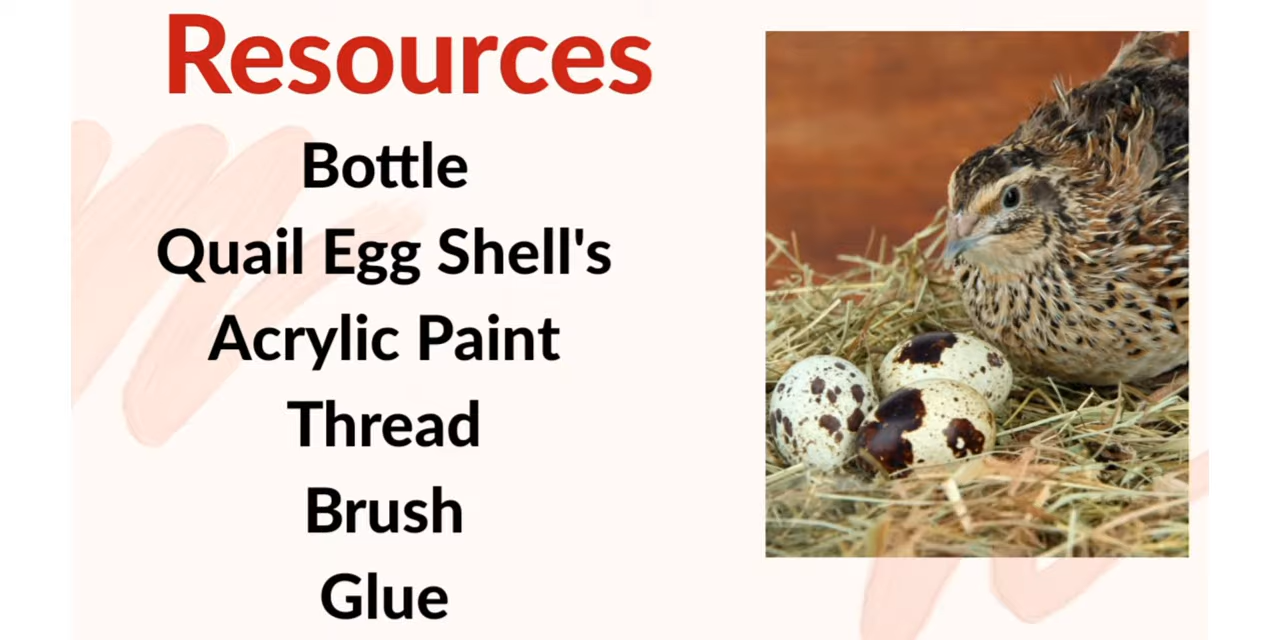 Resources
Bottle
Quail Egg Shell's
Acrylic Paint
Thread
Brush
Glue